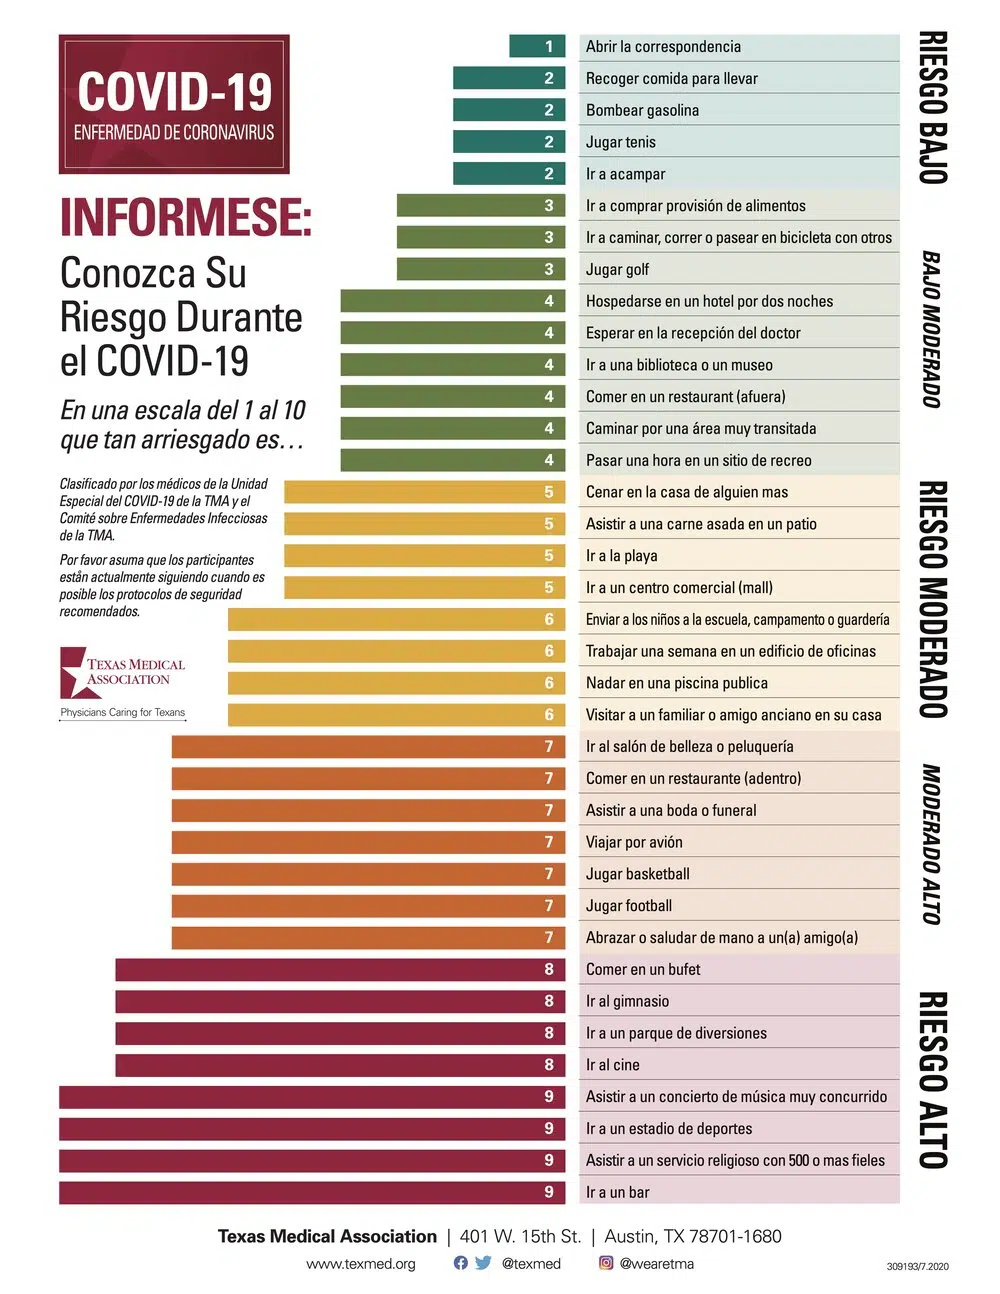 COVID-19
ENFERMEDAD DE CORONAVIRUS
INFORMESE:
Conozca Su
Riesgo Durante
el COVID-19
En una escala del 1 al 10
que tan arriesgado es…
Clasificado por los médicos de la Unidad
Especial del COVID-19 de la TMA y el
Comité sobre Enfermedades Infecciosas
de la TMA.
Por favor asuma que los participantes
están actualmente siguiendo cuando es
posible los protocolos de seguridad
recomendados.
TEXAS MEDICAL
ASSOCIATION
Physicians Caring for Texans
RIESGO BAJO
1 Abrir la correspondencia
2 Recoger comida para llevar
2 Bombear gasolina
2 Jugar tenis
2 Ir a acampar
BAJO MODERADO
3 Ir a comprar provisión de alimentos
3 Ir a caminar, correr o pasear en bicicleta con otros
3 Jugar golf
4 Hospedarse en un hotel por dos noches
4 Esperar en la recepción del doctor
4 Ir a una biblioteca o un museo
4 Comer en un restaurant (afuera)
4 Caminar por una área muy transitada
4 Pasar una hora en un sitio de recreo
RIESGO MODERADO
5 Cenar en la casa de alguien mas
5 Asistir a una carne asada en un patio
5 Ir a la playa
5 Ir a un centro comercial (mall)
6 Enviar a los niños a la escuela, campamento o guardería
6 Trabajar una semana en un edificio de oficinas
6 Nadar en una piscina publica
6 Visitar a un familiar o amigo anciano en su casa
MODERADO ALTO
7 Ir al salón de belleza o peluquería
7 Comer en un restaurante (adentro)
7 Asistir a una boda o funeral
7 Viajar por avión
7 Jugar basketball
7 Jugar football
7 Abrazar o saludar de mano a un(a) amigo(a)
RIESGO ALTO
8 Comer en un bufet
8 Ir al gimnasio
8 Ir a un parque de diversiones
8 Ir al cine
9 Asistir a un concierto de música muy concurrido
9 Ir a un estadio de deportes
9 Asistir a un servicio religioso con 500 o mas fieles
9 Ir a un bar
Texas Medical Association | 401 W. 15th St. | Austin, TX 78701-1680
www.texmed.org @texmed @wearetma
309193/7.2020